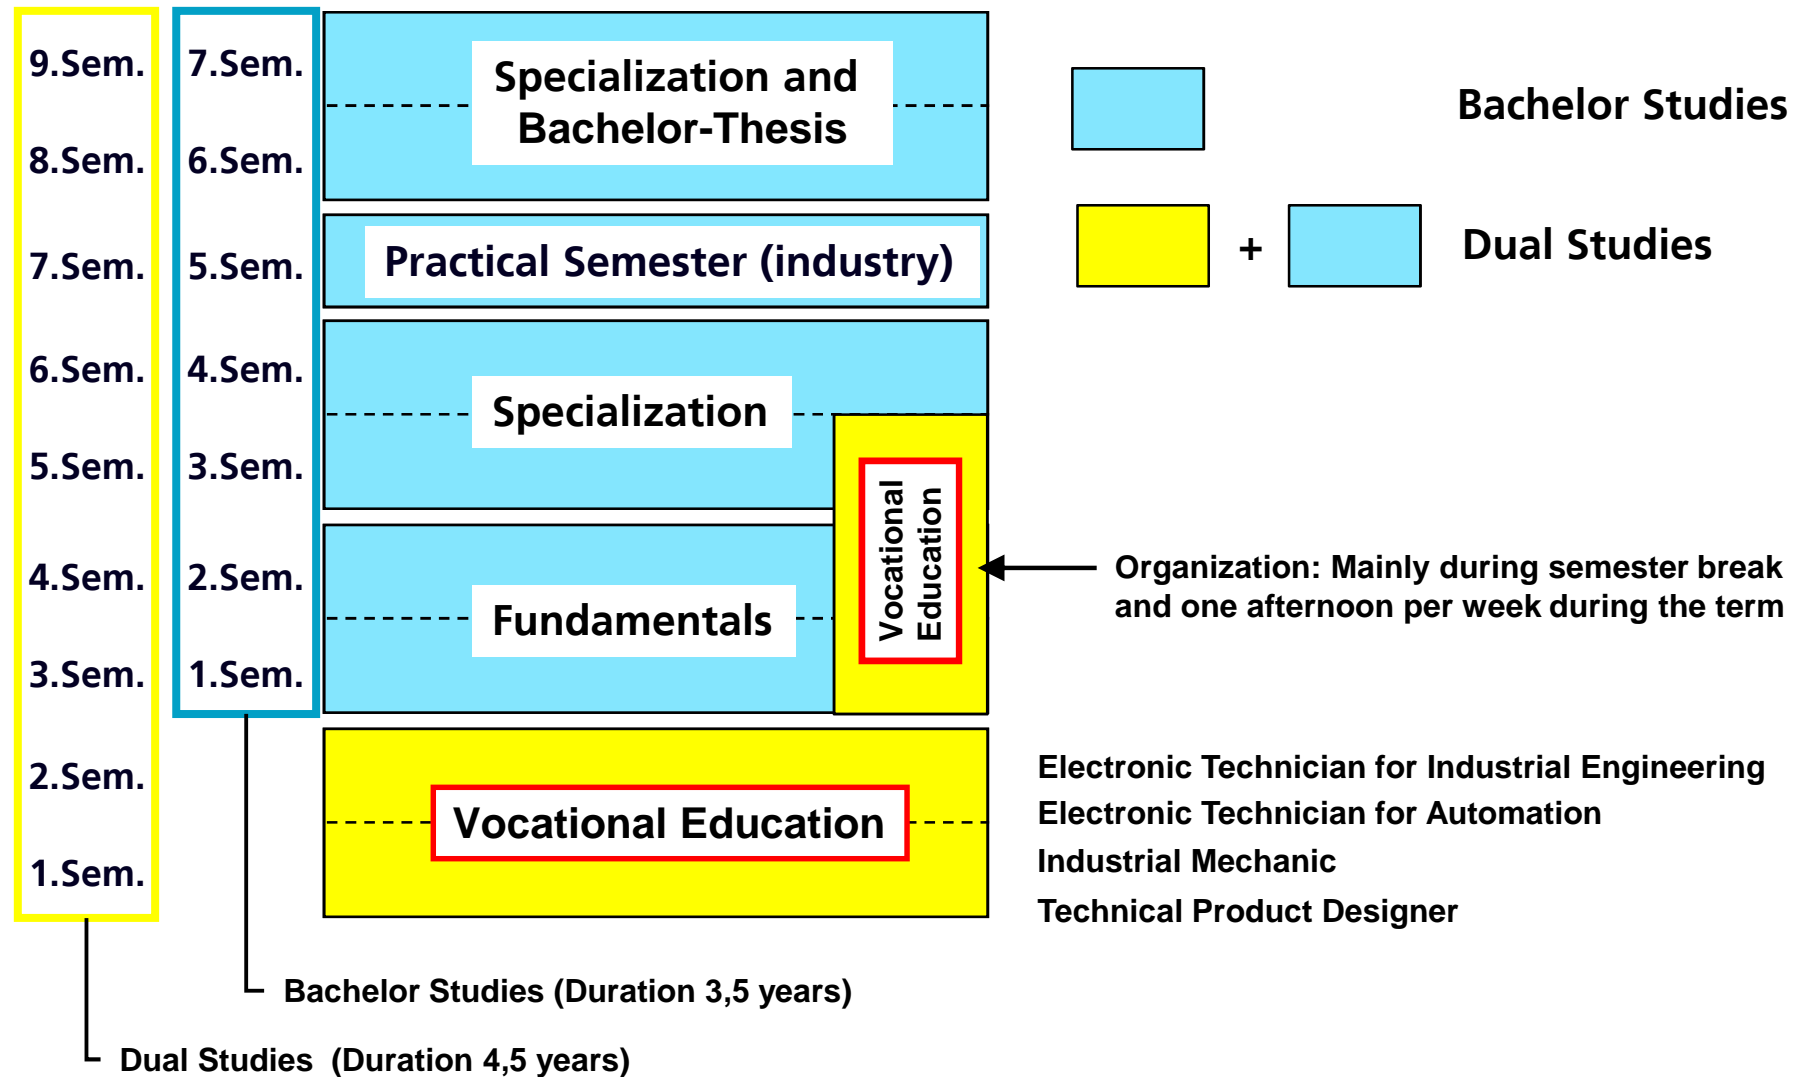 9.Sem.
8.Sem.
7.Sem.
6.Sem.
5.Sem.
4.Sem.
3.Sem.
2.Sem.
1.Sem.
7.Sem.
6.Sem.
5.Sem.
4.Sem.
3.Sem.
2.Sem.
1.Sem.
Specialization and
Bachelor-Thesis
Practical Semester (industry)
Specialization
Fundamentals
Vocational
Education
Vocational Education
Bachelor Studies
+
Dual Studies
Organization: Mainly during semester break
and one afternoon per week during the term
Electronic Technician for Industrial Engineering
Electronic Technician for Automation
Industrial Mechanic
Technical Product Designer
Bachelor Studies (Duration 3,5 years)
Dual Studies (Duration 4,5 years)